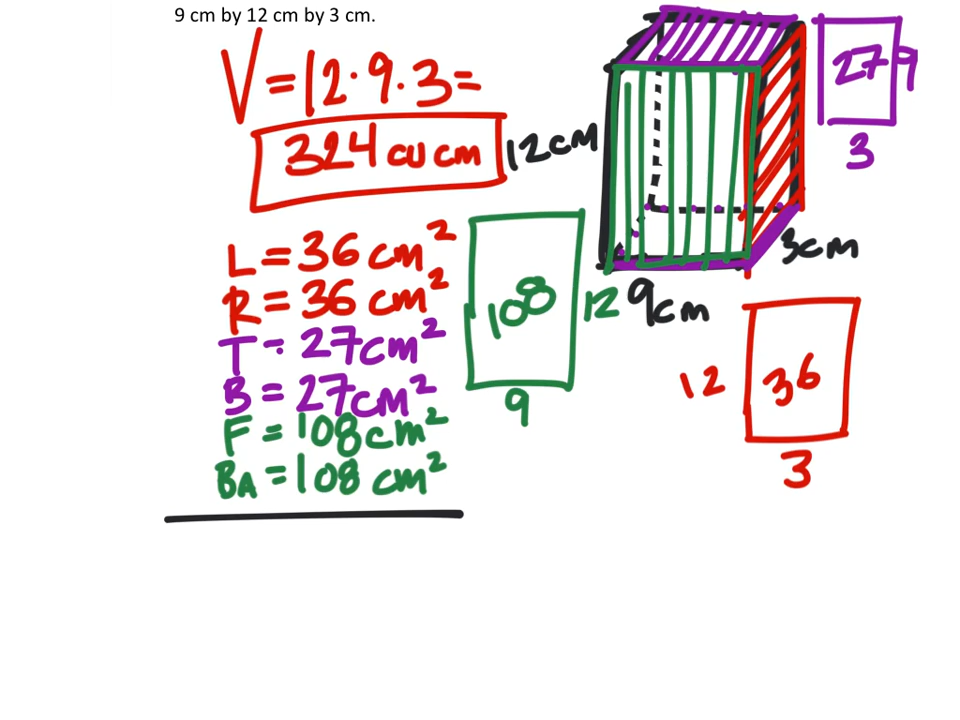 9 cm by 12 cm by 3 cm.
V = 12 · 9 · 3 =
324 cu cm
12cm
27
9
3
3cm
9cm
L = 36 cm²
R = 36 cm²
T = 27cm²
B = 27cm²
F = 108cm²
BA = 108 cm²
108
12
9
12
36
3